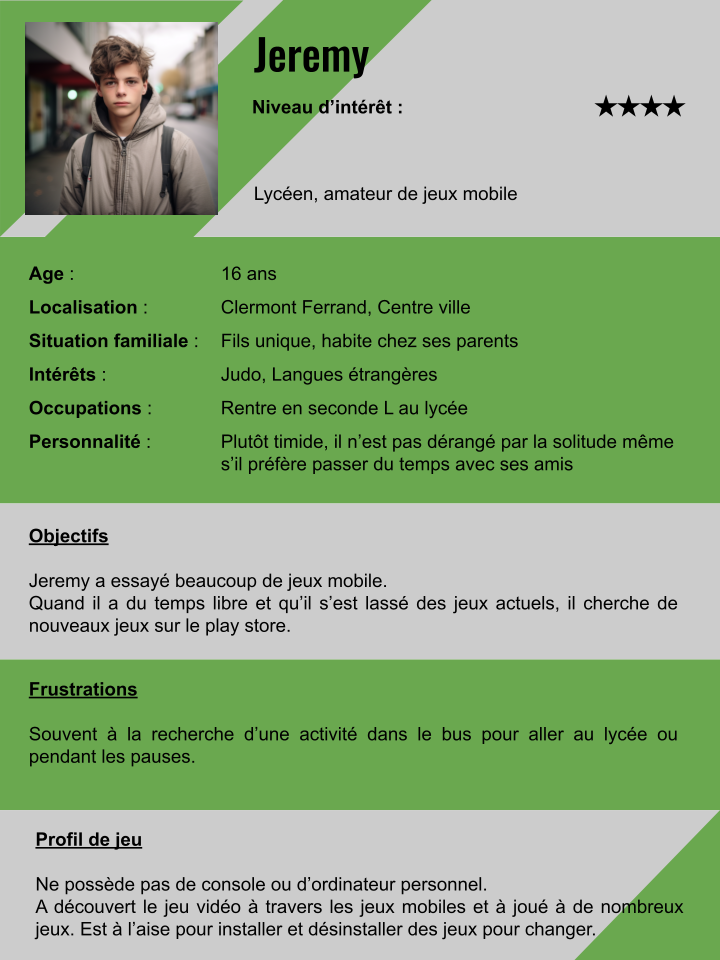 Jeremy
Niveau d’intérêt : ★★★★
Lycéen, amateur de jeux mobile
Age : 16 ans
Localisation : Clermont Ferrand, Centre ville
Situation familiale : Fils unique, habite chez ses parents
Intérêts : Judo, Langues étrangères
Occupations : Rentre en seconde L au lycée
Personnalité : Plutôt timide, il n’est pas dérangé par la solitude même
s’il préfère passer du temps avec ses amis
Objectifs
Jeremy a essayé beaucoup de jeux mobile.
Quand il a du temps libre et qu’il s’est lassé des jeux actuels, il cherche de
nouveaux jeux sur le play store.
Frustrations
Souvent à la recherche d’une activité dans le bus pour aller au lycée ou
pendant les pauses.
Profil de jeu
Ne possède pas de console ou d’ordinateur personnel.
A découvert le jeu vidéo à travers les jeux mobiles et à joué à de nombreux
jeux. Est à l’aise pour installer et désinstaller des jeux pour changer.